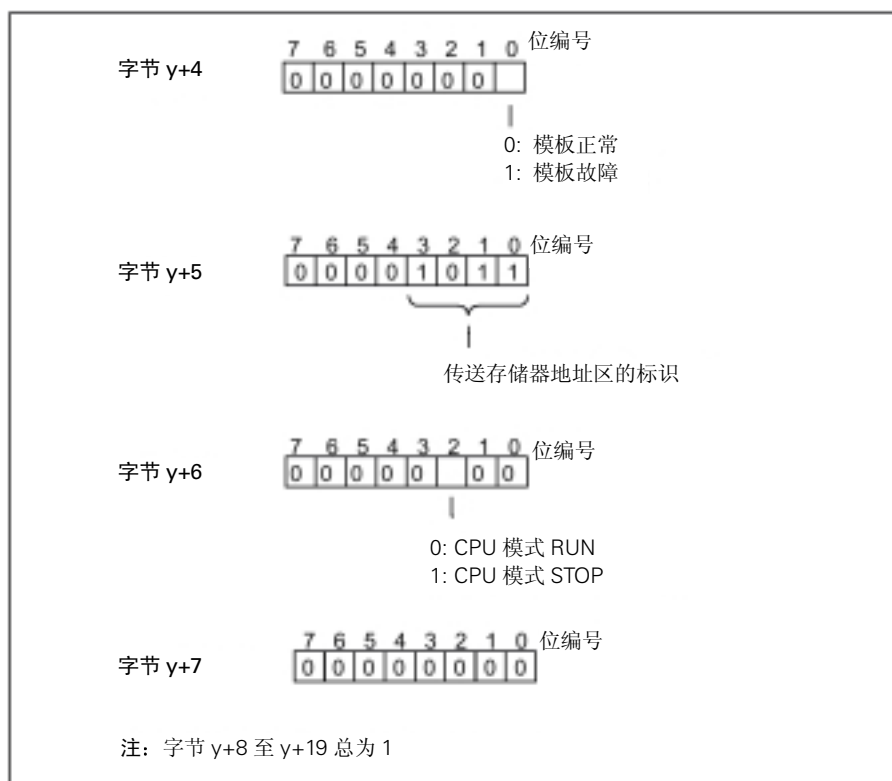 7 6 5 4 3 2 1 0 位编号
字节 y+4
0 0 0 0 0 0 0
0: 模板正常
1: 模板故障
7 6 5 4 3 2 1 0 位编号
字节 y+5
0 0 0 0 1 0 1 1
传送存储器地址区的标识
7 6 5 4 3 2 1 0 位编号
字节 y+6
0 0 0 0 0 0 0
0: CPU 模式 RUN
1: CPU 模式 STOP
7 6 5 4 3 2 1 0 位编号
字节 y+7
0 0 0 0 0 0 0 0
注：字节 y+8 至 y+19 总为 1